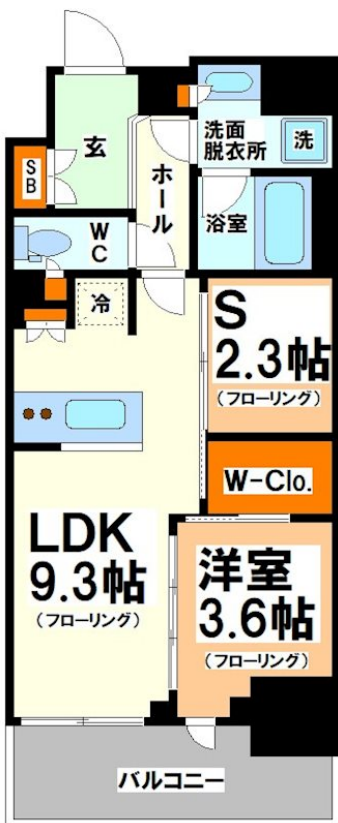 玄
SB
洗面
脱衣所
洗
ホール
浴室
WC
冷
S
2.3帖
(フローリング)
W-Clo.
LDK
9.3帖
(フローリング)
洋室
3.6帖
(フローリング)
バルコニー